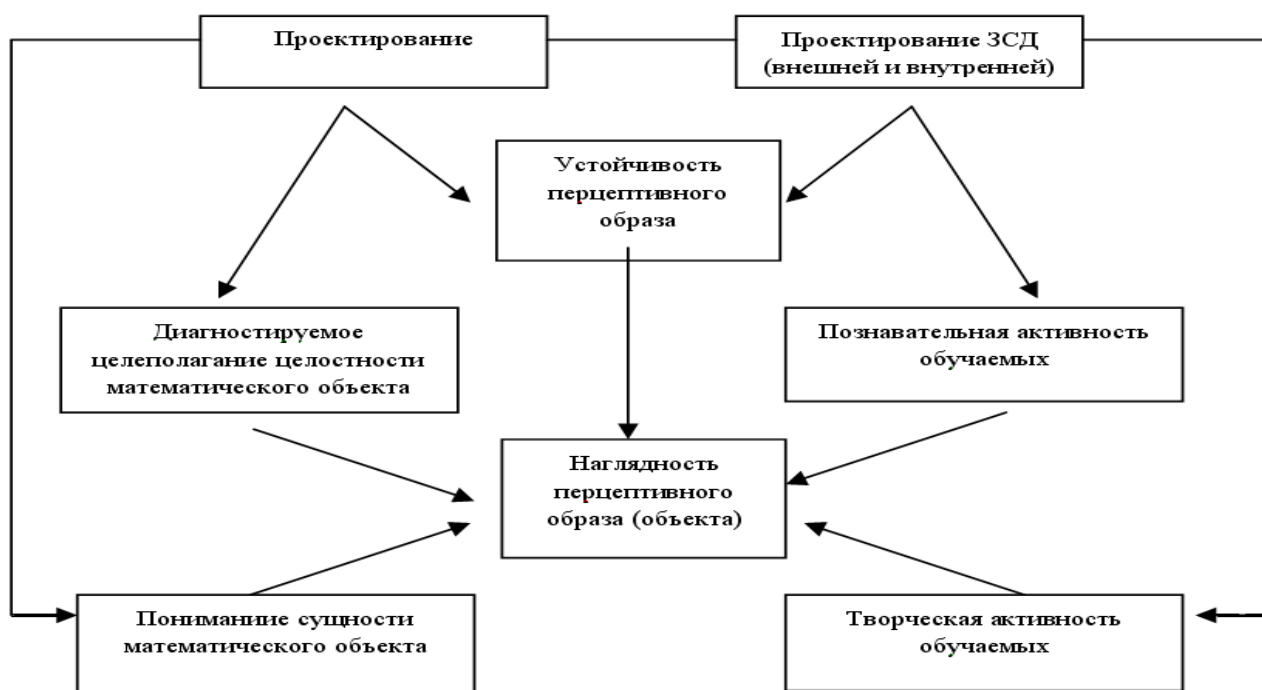 Проектирование
Проектирование ЗСД
(внешней и внутренней)
Устойчивость
перцептивного
образа
Диагностируемое
целеполагание целостности
математического объекта
Познавательная активность
обучаемых
Наглядность
перцептивного
образа (объекта)
Пониманиие сущности
математического объекта
Творческая активность
обучаемых